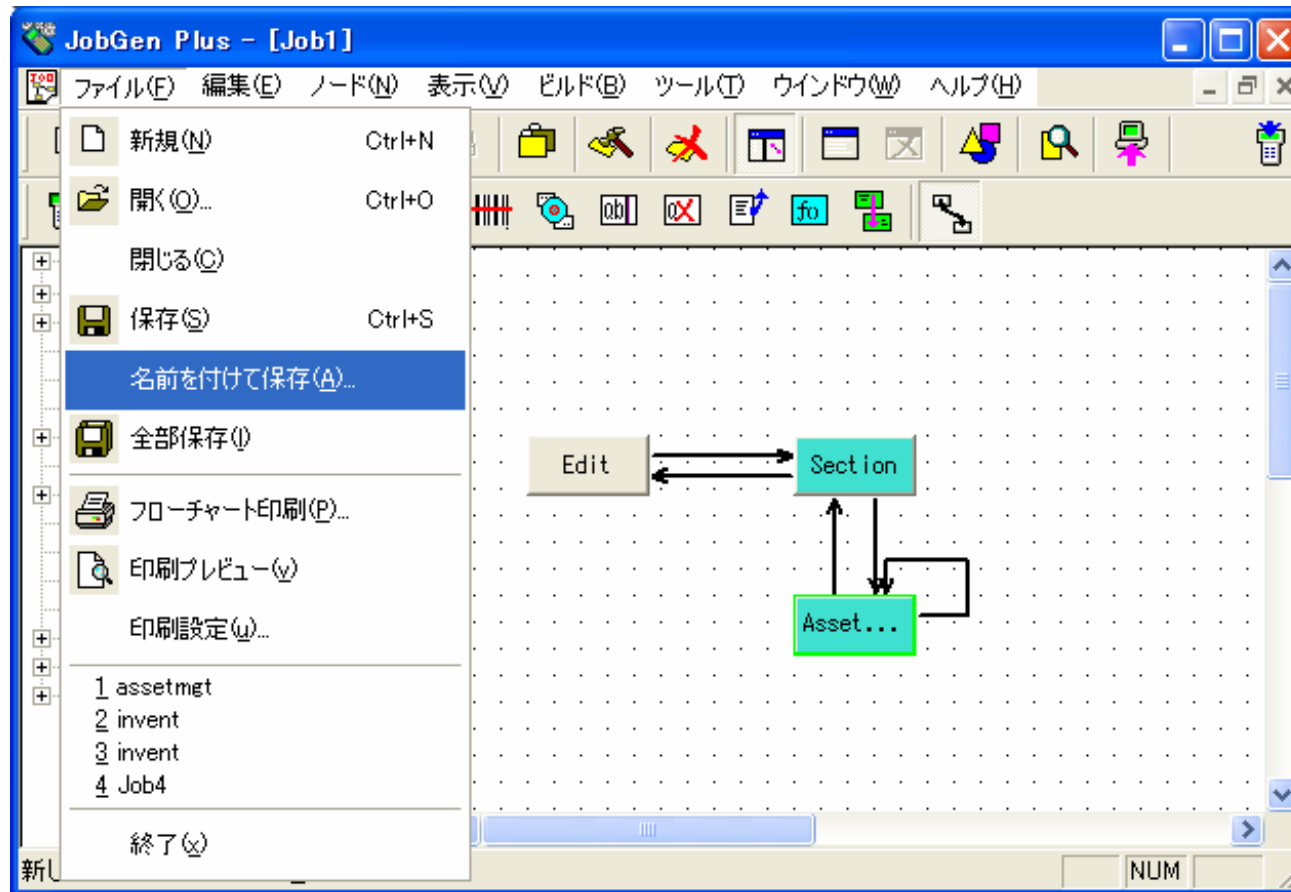 JobGen Plus - [Job1]
ファイル(F) 編集(E) ノード(N) 表示(V) ビルド(B) ツール(T) ウインドウ(W) ヘルプ(H)
新規(N) Ctrl+N
開く(O)... Ctrl+O
閉じる(C)
保存(S) Ctrl+S
名前を付けて保存(A)...
全部保存(I)
フローチャート印刷(P)...
印刷プレビュー(v)
印刷設定(u)...
1 assetmgt
2 invent
3 invent
4 Job4
終了(x)
Edit
Section
Asset...
新し
NUM